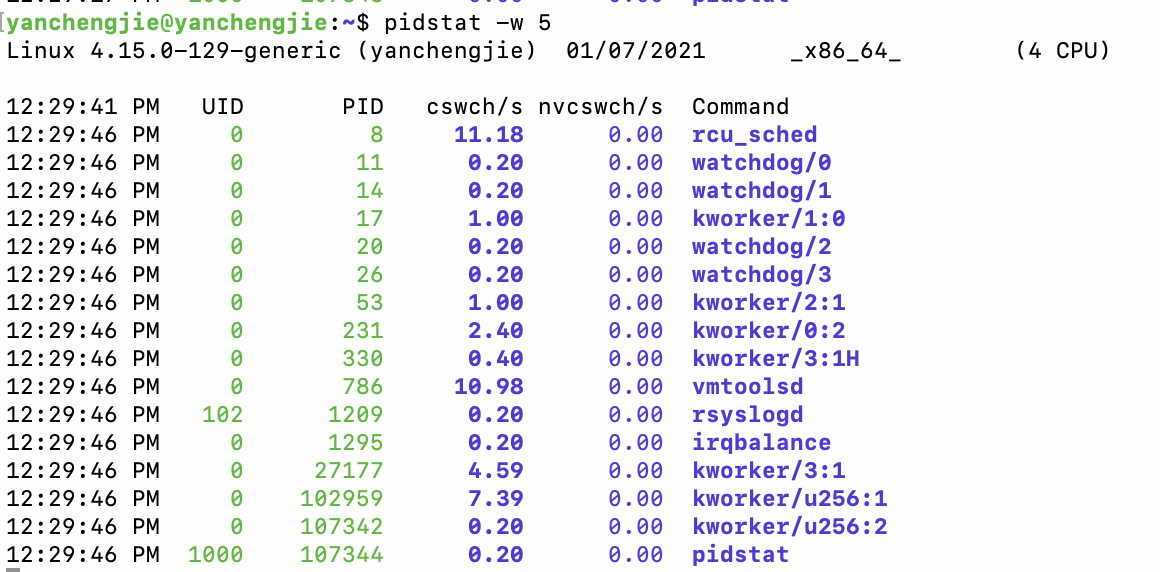 yanchengjie@yanchengjie:~$ pidstat -w 5
Linux 4.15.0-129-generic (yanchengjie)  01/07/2021      _x86_64_        (4 CPU)
12:29:41 PM   UID       PID   cswch/s nvcswch/s  Command
12:29:46 PM     0         8     11.18      0.00  rcu_sched
12:29:46 PM     0        11      0.20      0.00  watchdog/0
12:29:46 PM     0        14      0.20      0.00  watchdog/1
12:29:46 PM     0        17      1.00      0.00  kworker/1:0
12:29:46 PM     0        20      0.20      0.00  watchdog/2
12:29:46 PM     0        26      0.20      0.00  watchdog/3
12:29:46 PM     0        53      1.00      0.00  kworker/2:1
12:29:46 PM     0       231      2.40      0.00  kworker/0:2
12:29:46 PM     0       330      0.40      0.00  kworker/3:1H
12:29:46 PM     0       786     10.98      0.00  vmtoolsd
12:29:46 PM   102      1209      0.20      0.00  rsyslogd
12:29:46 PM     0      1295      0.20      0.00  irqbalance
12:29:46 PM     0     27177      4.59      0.00  kworker/3:1
12:29:46 PM     0    102959      7.39      0.00  kworker/u256:1
12:29:46 PM     0    107342      0.20      0.00  kworker/u256:2
12:29:46 PM  1000    107344      0.20      0.00  pidstat